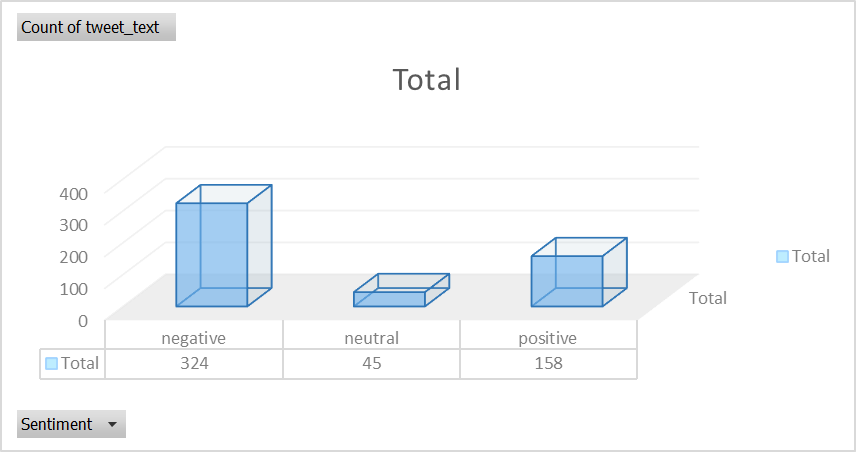 Count of tweet_text
Total
400
300
200
100
0
Total
Total
negative neutral positive
Total 324 45 158
Sentiment